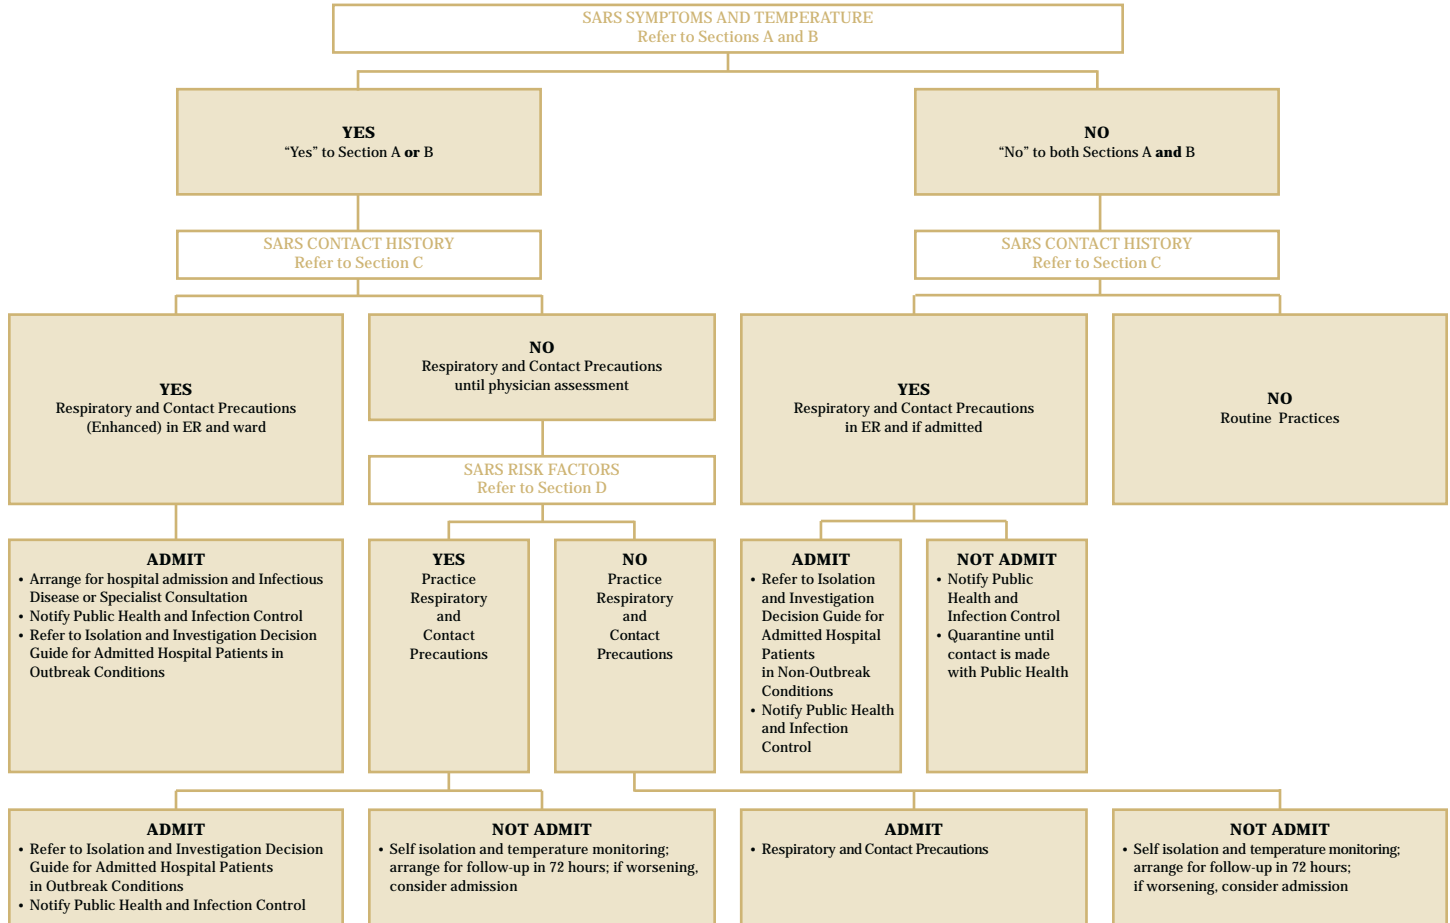 SARS SYMPTOMS AND TEMPERATURE
Refer to Sections A and B
YES
“Yes” to Section A or B
NO
“No” to both Sections A and B
SARS CONTACT HISTORY
Refer to Section C
SARS CONTACT HISTORY
Refer to Section C
YES
Respiratory and Contact Precautions
(Enhanced) in ER and ward
NO
Respiratory and Contact Precautions
until physician assessment
YES
Respiratory and Contact Precautions
in ER and if admitted
NO
Routine Practices
SARS RISK FACTORS
Refer to Section D
ADMIT
• Arrange for hospital admission and Infectious
Disease or Specialist Consultation
• Notify Public Health and Infection Control
• Refer to Isolation and Investigation Decision
Guide for Admitted Hospital Patients in
Outbreak Conditions
YES
Practice
Respiratory
and
Contact
Precautions
NO
Practice
Respiratory
and
Contact
Precautions
ADMIT
• Refer to Isolation
and Investigation
Decision Guide for
Admitted Hospital
Patients
in Non-Outbreak
Conditions
• Notify Public Health
and Infection
Control
NOT ADMIT
• Notify Public
Health and
Infection Control
• Quarantine until
contact is made
with Public Health
ADMIT
• Refer to Isolation and Investigation Decision
Guide for Admitted Hospital Patients
in Outbreak Conditions
• Notify Public Health and Infection Control
NOT ADMIT
• Self isolation and temperature monitoring;
arrange for follow-up in 72 hours; if worsening,
consider admission
ADMIT
• Respiratory and Contact Precautions
NOT ADMIT
• Self isolation and temperature monitoring;
arrange for follow-up in 72 hours;
if worsening, consider admission